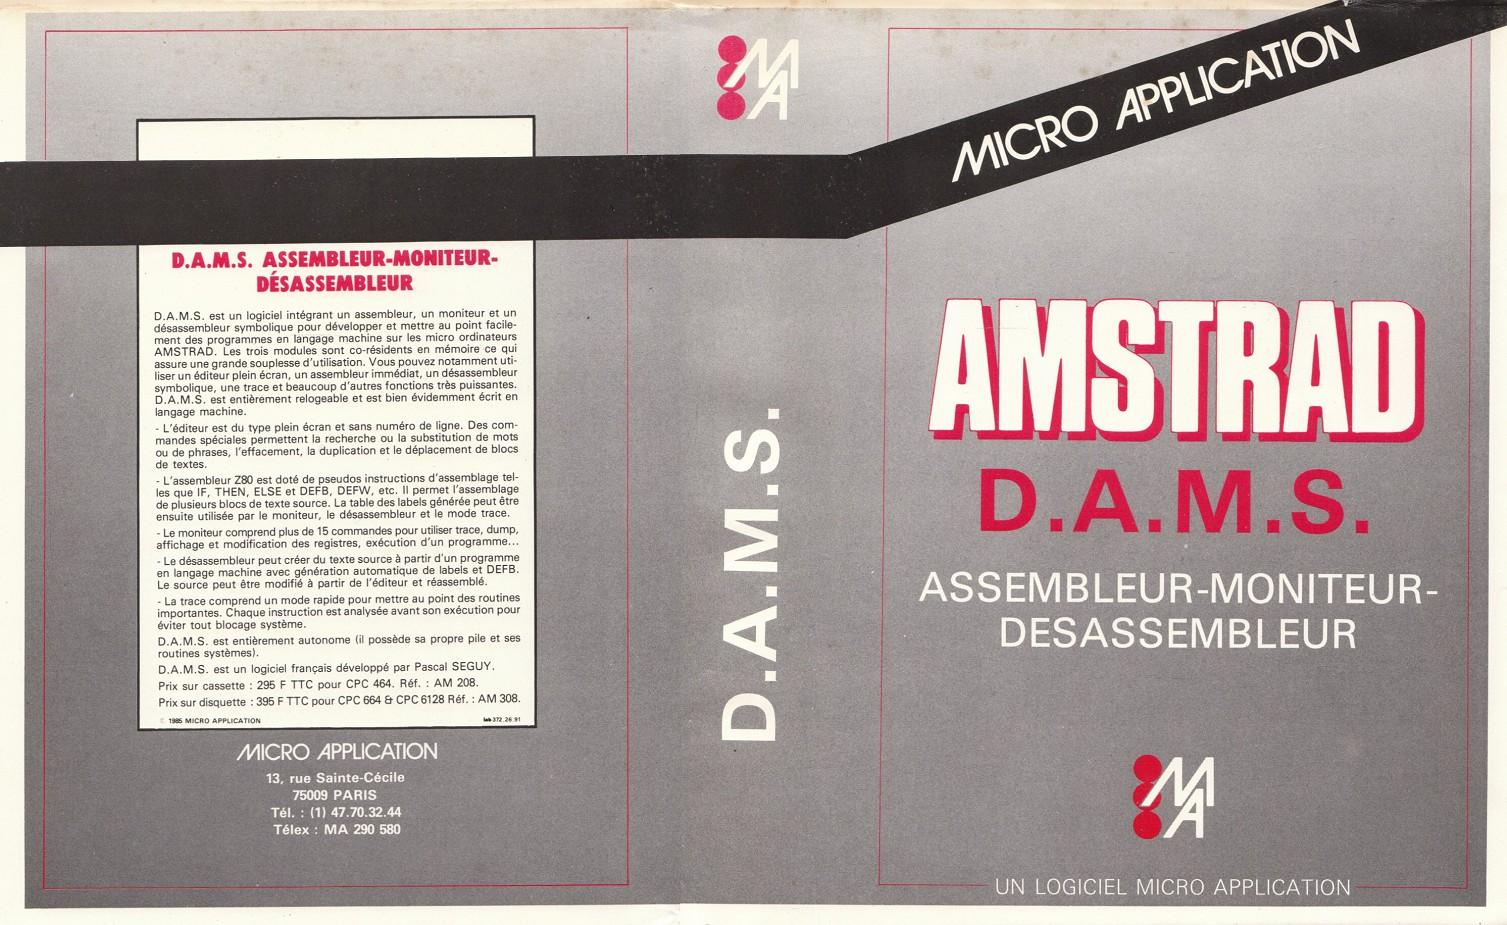 D.A.M.S. ASSEMBLEUR-MONITEUR-
DÉSASSEMBLEUR
D.A.M.S. est un logiciel intégrant un assembleur, un moniteur et un
désassembleur symbolique pour développer et mettre au point facile-
ment des programmes en langage machine sur les micro ordinateurs
AMSTRAD. Les trois modules sont co-résidents en mémoire ce qui
assure une grande souplesse d'utilisation. Vous pouvez notamment uti-
liser un éditeur plein écran, un assembleur immédiat, un désassembleur
symbolique, une trace et beaucoup d'autres fonctions très puissantes.
D.A.M.S. est entièrement relogeable et est bien évidemment écrit en
langage machine.
- L'éditeur est du type plein écran et sans numéro de ligne. Des com-
mandes spéciales permettent la recherche ou la substitution de mots
ou de phrases, l'effacement, la duplication et le déplacement de blocs
de textes.
- L'assembleur Z80 est doté de pseudos instructions d'assemblage tel-
les que IF, THEN, ELSE et DEFB, DEFW, etc. Il permet l'assemblage
de plusieurs blocs de texte source. La table des labels générée peut être
ensuite utilisée par le moniteur, le désassembleur et le mode trace.
- Le moniteur comprend plus de 15 commandes pour utiliser trace, dump,
affichage et modification des registres, exécution d'un programme...
- Le désassembleur peut créer du texte source à partir d'un programme
en langage machine avec génération automatique de labels et DEFB.
Le source peut être modifié à partir de l'éditeur et réassemblé.
- La trace comprend un mode rapide pour mettre au point des routines
importantes. Chaque instruction est analysée avant son exécution pour
éviter tout blocage système.
D.A.M.S. est entièrement autonome (il possède sa propre pile et ses
routines systèmes).
D.A.M.S. est un logiciel français développé par Pascal SEGUY.
Prix sur cassette : 295 F TTC pour CPC 464. Réf. : AM 208.
Prix sur disquette : 395 F TTC pour CPC 664 & CPC 6128 Réf. : AM 308.
© 1985 MICRO APPLICATION
lab 372.26.91
MICRO APPLICATION
13, rue Sainte-Cécile
75009 PARIS
Tél. : (1) 47.70.32.44
Télex : MA 290 580
MA
D.A.M.S.
MICRO APPLICATION
AMSTRAD
D.A.M.S.
ASSEMBLEUR-MONITEUR-
DESASSEMBLEUR
MA
UN LOGICIEL MICRO APPLICATION